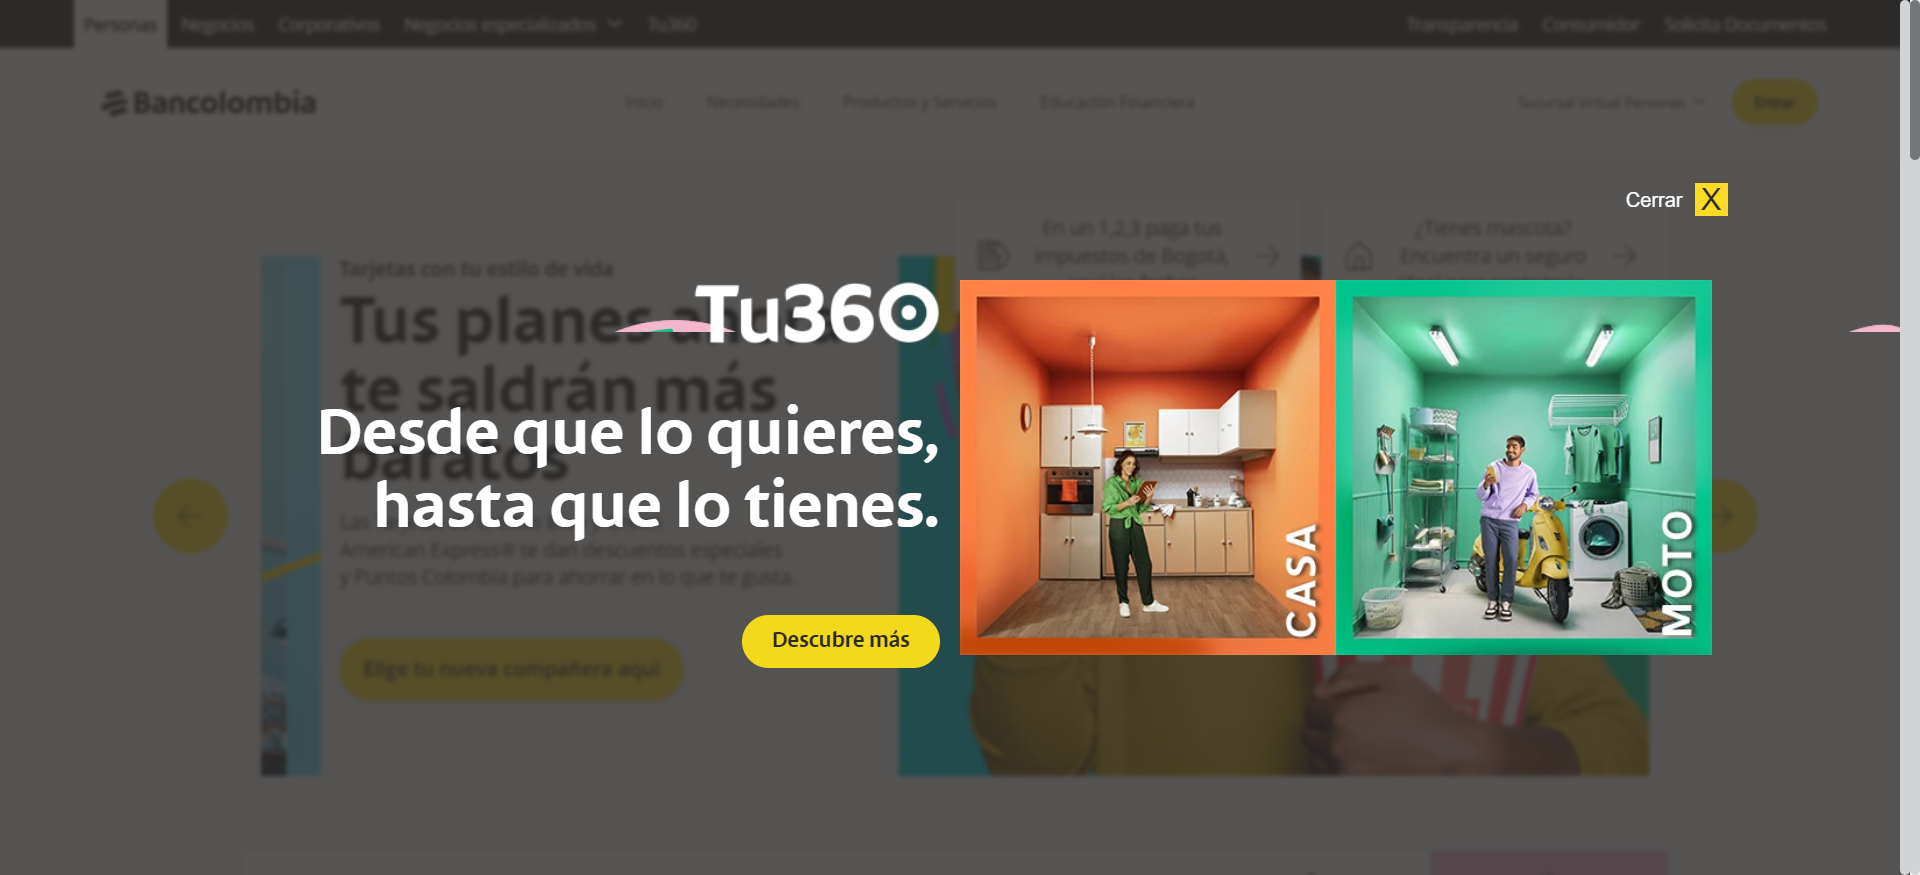 Personas Negocios Corporativos Negocios especializados Tu360 Transparencia Consumidor Solicita Documentos
Bancolombia Inicio Necesidades Productos y Servicios Educación Financiera Sucursal Virtual Personas Entrar
Cerrar X
En un 1,2,3 paga tus
impuestos de Bogotá,
¿Tienes mascota?
Encuentra un seguro
Tarjetas con tu estilo de vida
Tus planes
te saldrán más
baratos
American Express® te dan descuentos especiales
y Puntos Colombia para ahorrar en lo que te gusta.
Elige tu nueva compañera aquí
Tu360
Desde que lo quieres,
hasta que lo tienes.
Descubre más
CASA
MOTO